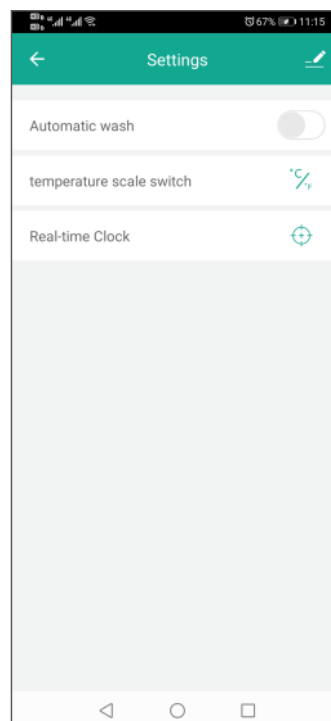 67% 11:15
Settings
Automatic wash
temperature scale switch
°C/°F
Real-time Clock